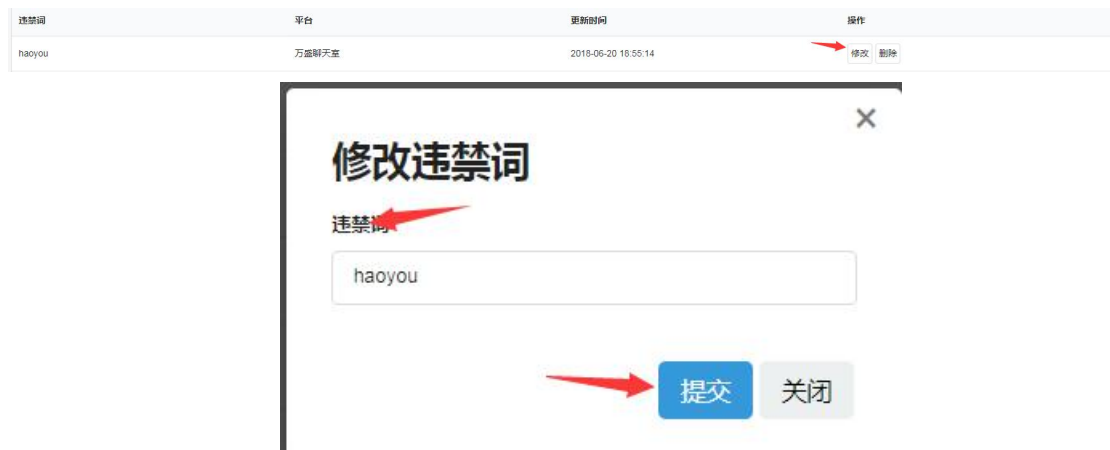 违禁词 平台 更新时间 操作
haoyou 万盛聊天室 2018-06-20 18:55:14 修改 删除
×
修改违禁词
违禁词
haoyou
提交 关闭